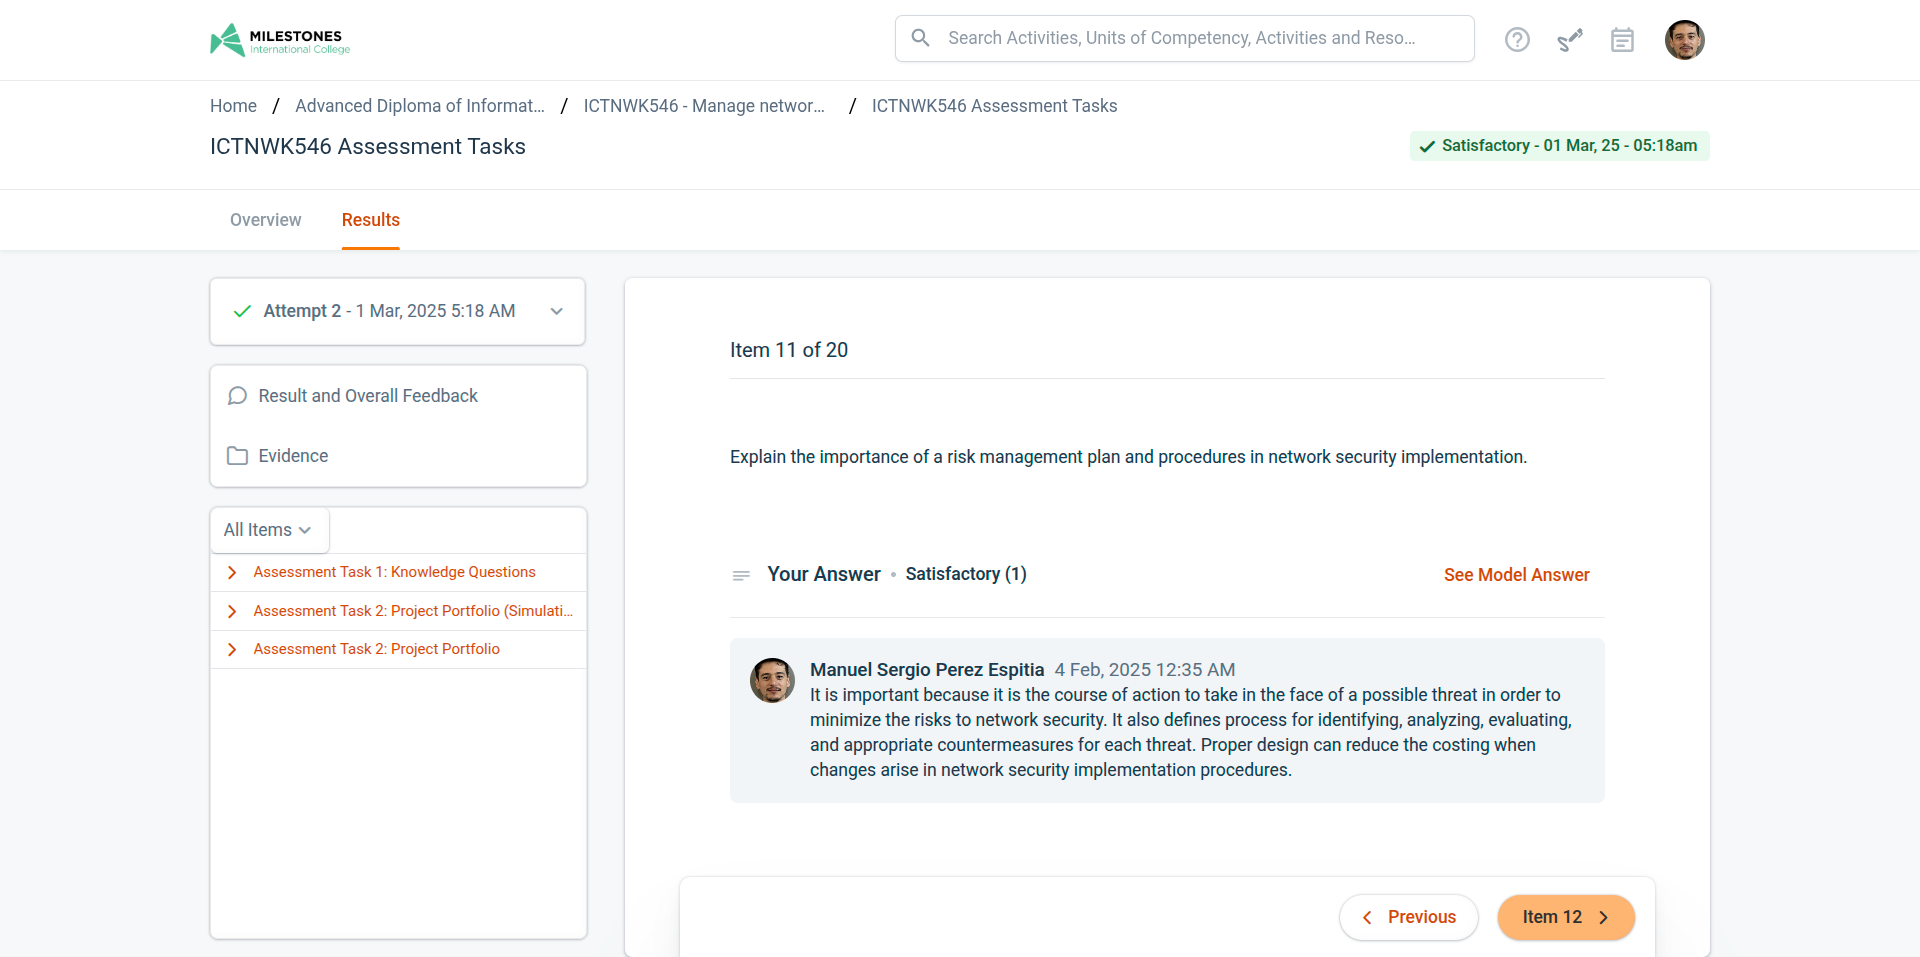 MILESTONES
International College
Search Activities, Units of Competency, Activities and Reso...
Home / Advanced Diploma of Informat... / ICTNWK546 - Manage networ... / ICTNWK546 Assessment Tasks
ICTNWK546 Assessment Tasks
Satisfactory - 01 Mar, 25 - 05:18am
Overview
Results
Attempt 2 - 1 Mar, 2025 5:18 AM
Result and Overall Feedback
Evidence
All Items
Assessment Task 1: Knowledge Questions
Assessment Task 2: Project Portfolio (Simulati...
Assessment Task 2: Project Portfolio
Item 11 of 20
Explain the importance of a risk management plan and procedures in network security implementation.
Your Answer • Satisfactory (1)
See Model Answer
Manuel Sergio Perez Espitia 4 Feb, 2025 12:35 AM
It is important because it is the course of action to take in the face of a possible threat in order to
minimize the risks to network security. It also defines process for identifying, analyzing, evaluating,
and appropriate countermeasures for each threat. Proper design can reduce the costing when
changes arise in network security implementation procedures.
Previous
Item 12